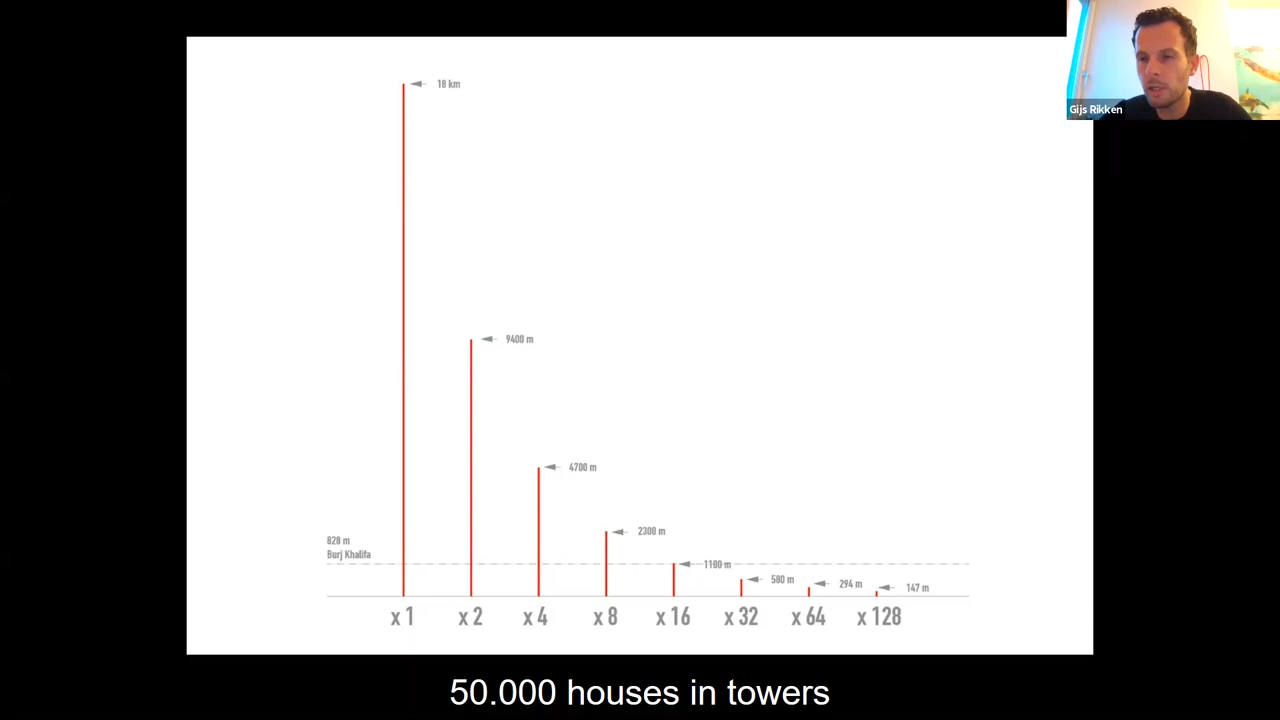 Gijs Rikken
18 km
9400 m
4700 m
2300 m
828 m
Burj Khalifa
1100 m
580 m
294 m
147 m
x 1 x 2 x 4 x 8 x 16 x 32 x 64 x 128
50.000 houses in towers